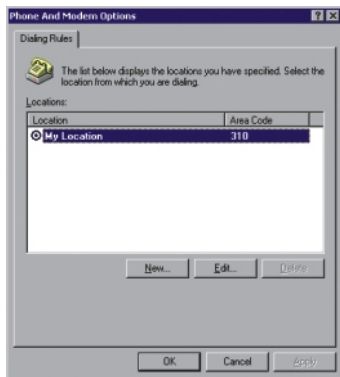 Phone And Modem Options
Dialing Rules
The list below displays the locations you have specified. Select the
location from which you are dialing.
Locations:
Location Area Code
My Location 310
New... Edit... Delete
OK Cancel Apply